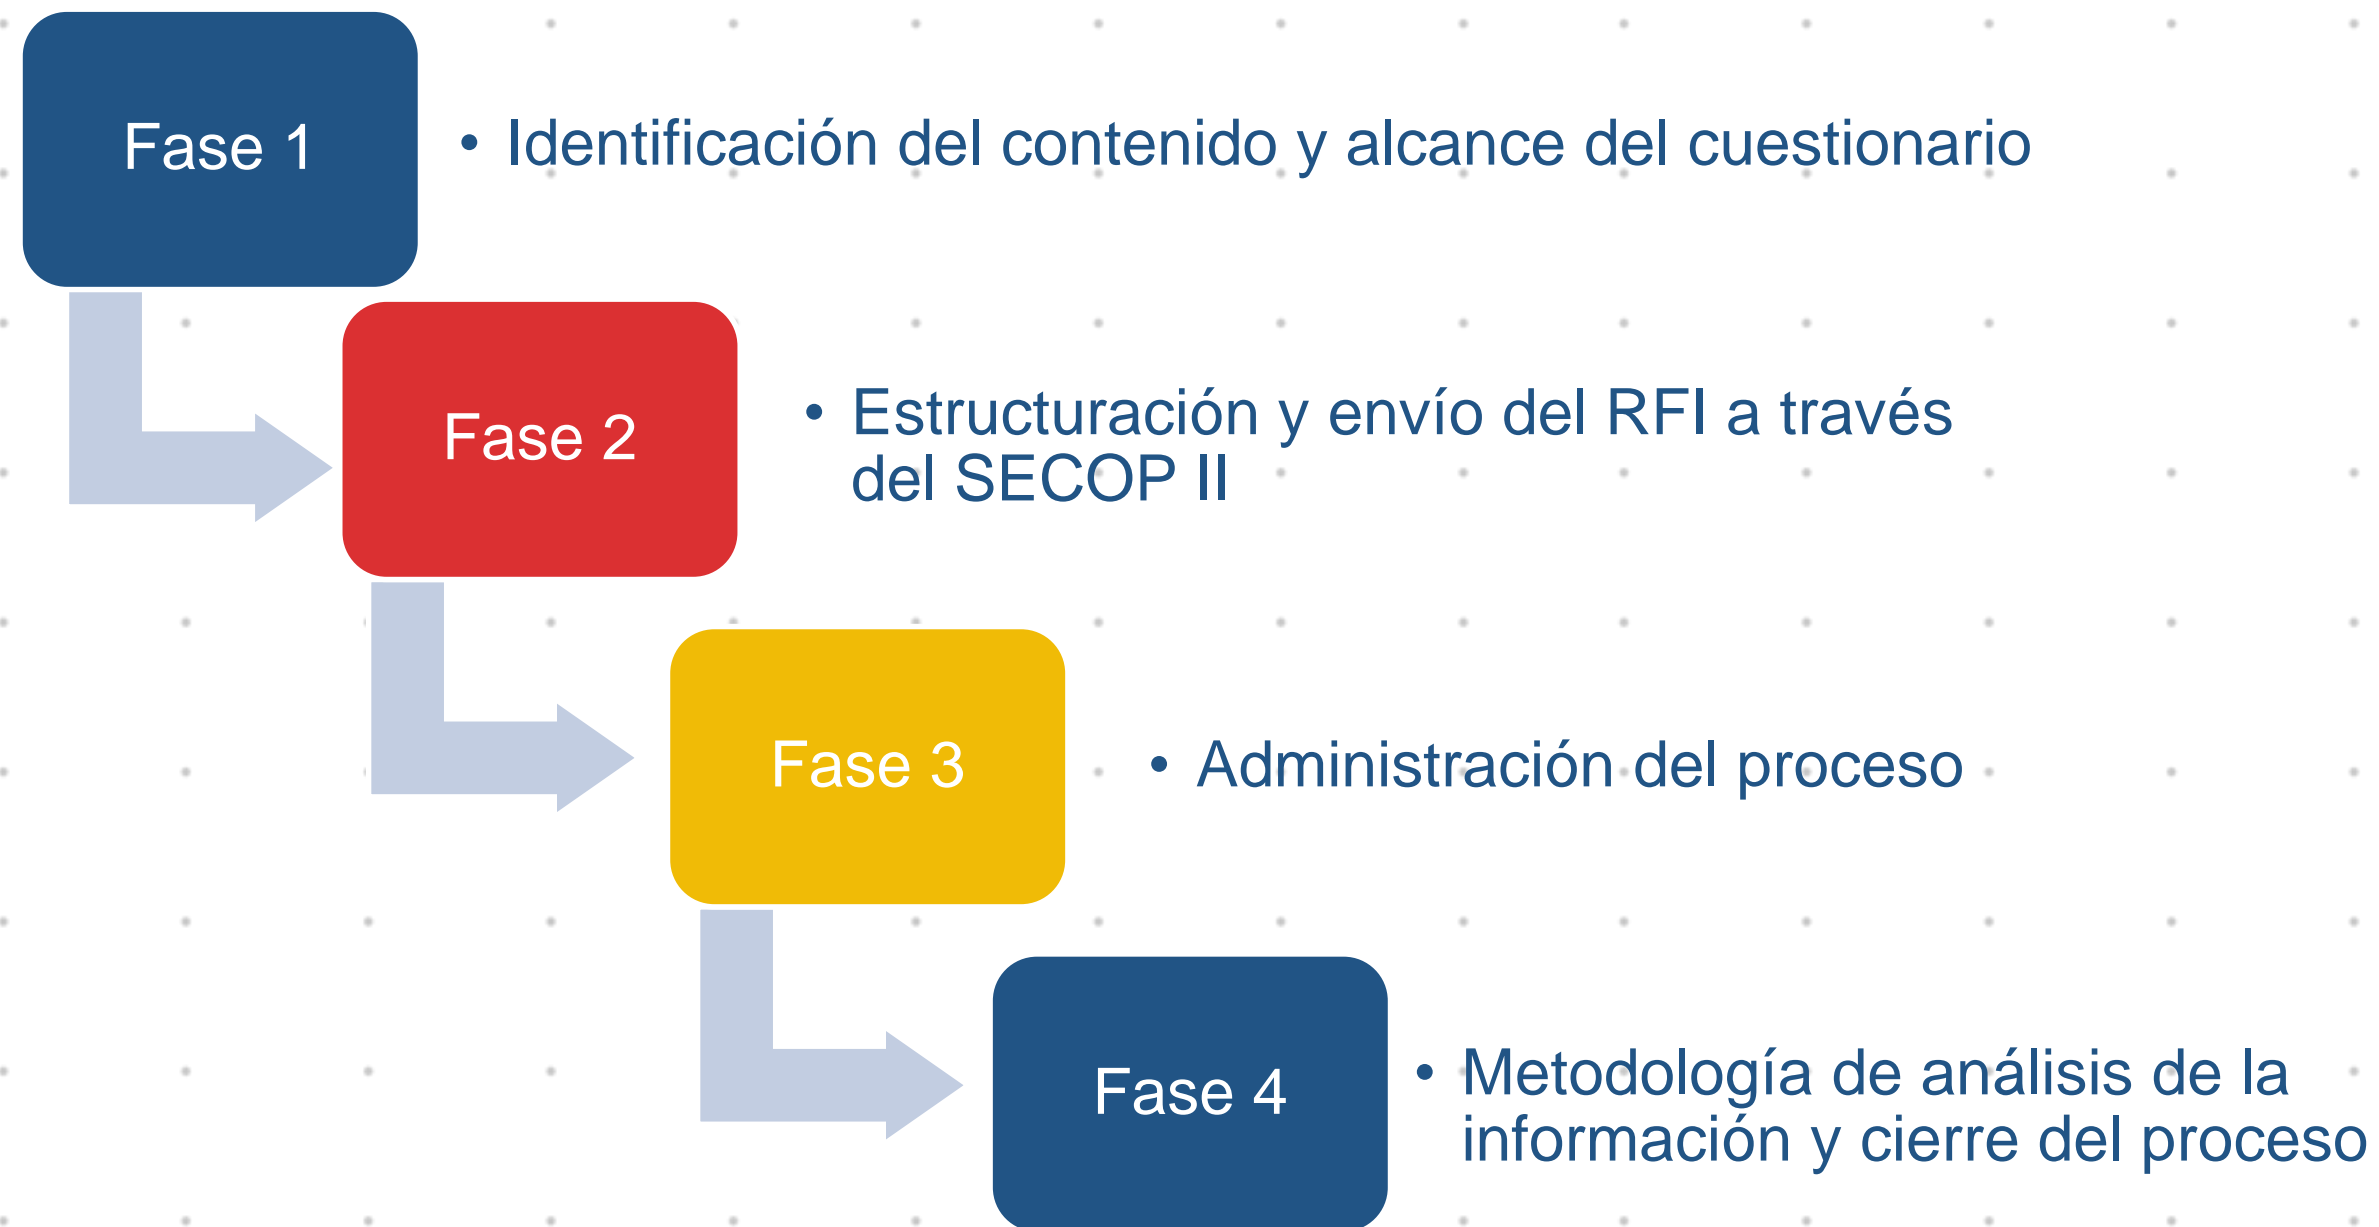 Fase 1
• Identificación del contenido y alcance del cuestionario
Fase 2
• Estructuración y envío del RFI a través
del SECOP II
Fase 3
• Administración del proceso
Fase 4
• Metodología de análisis de la
información y cierre del proceso